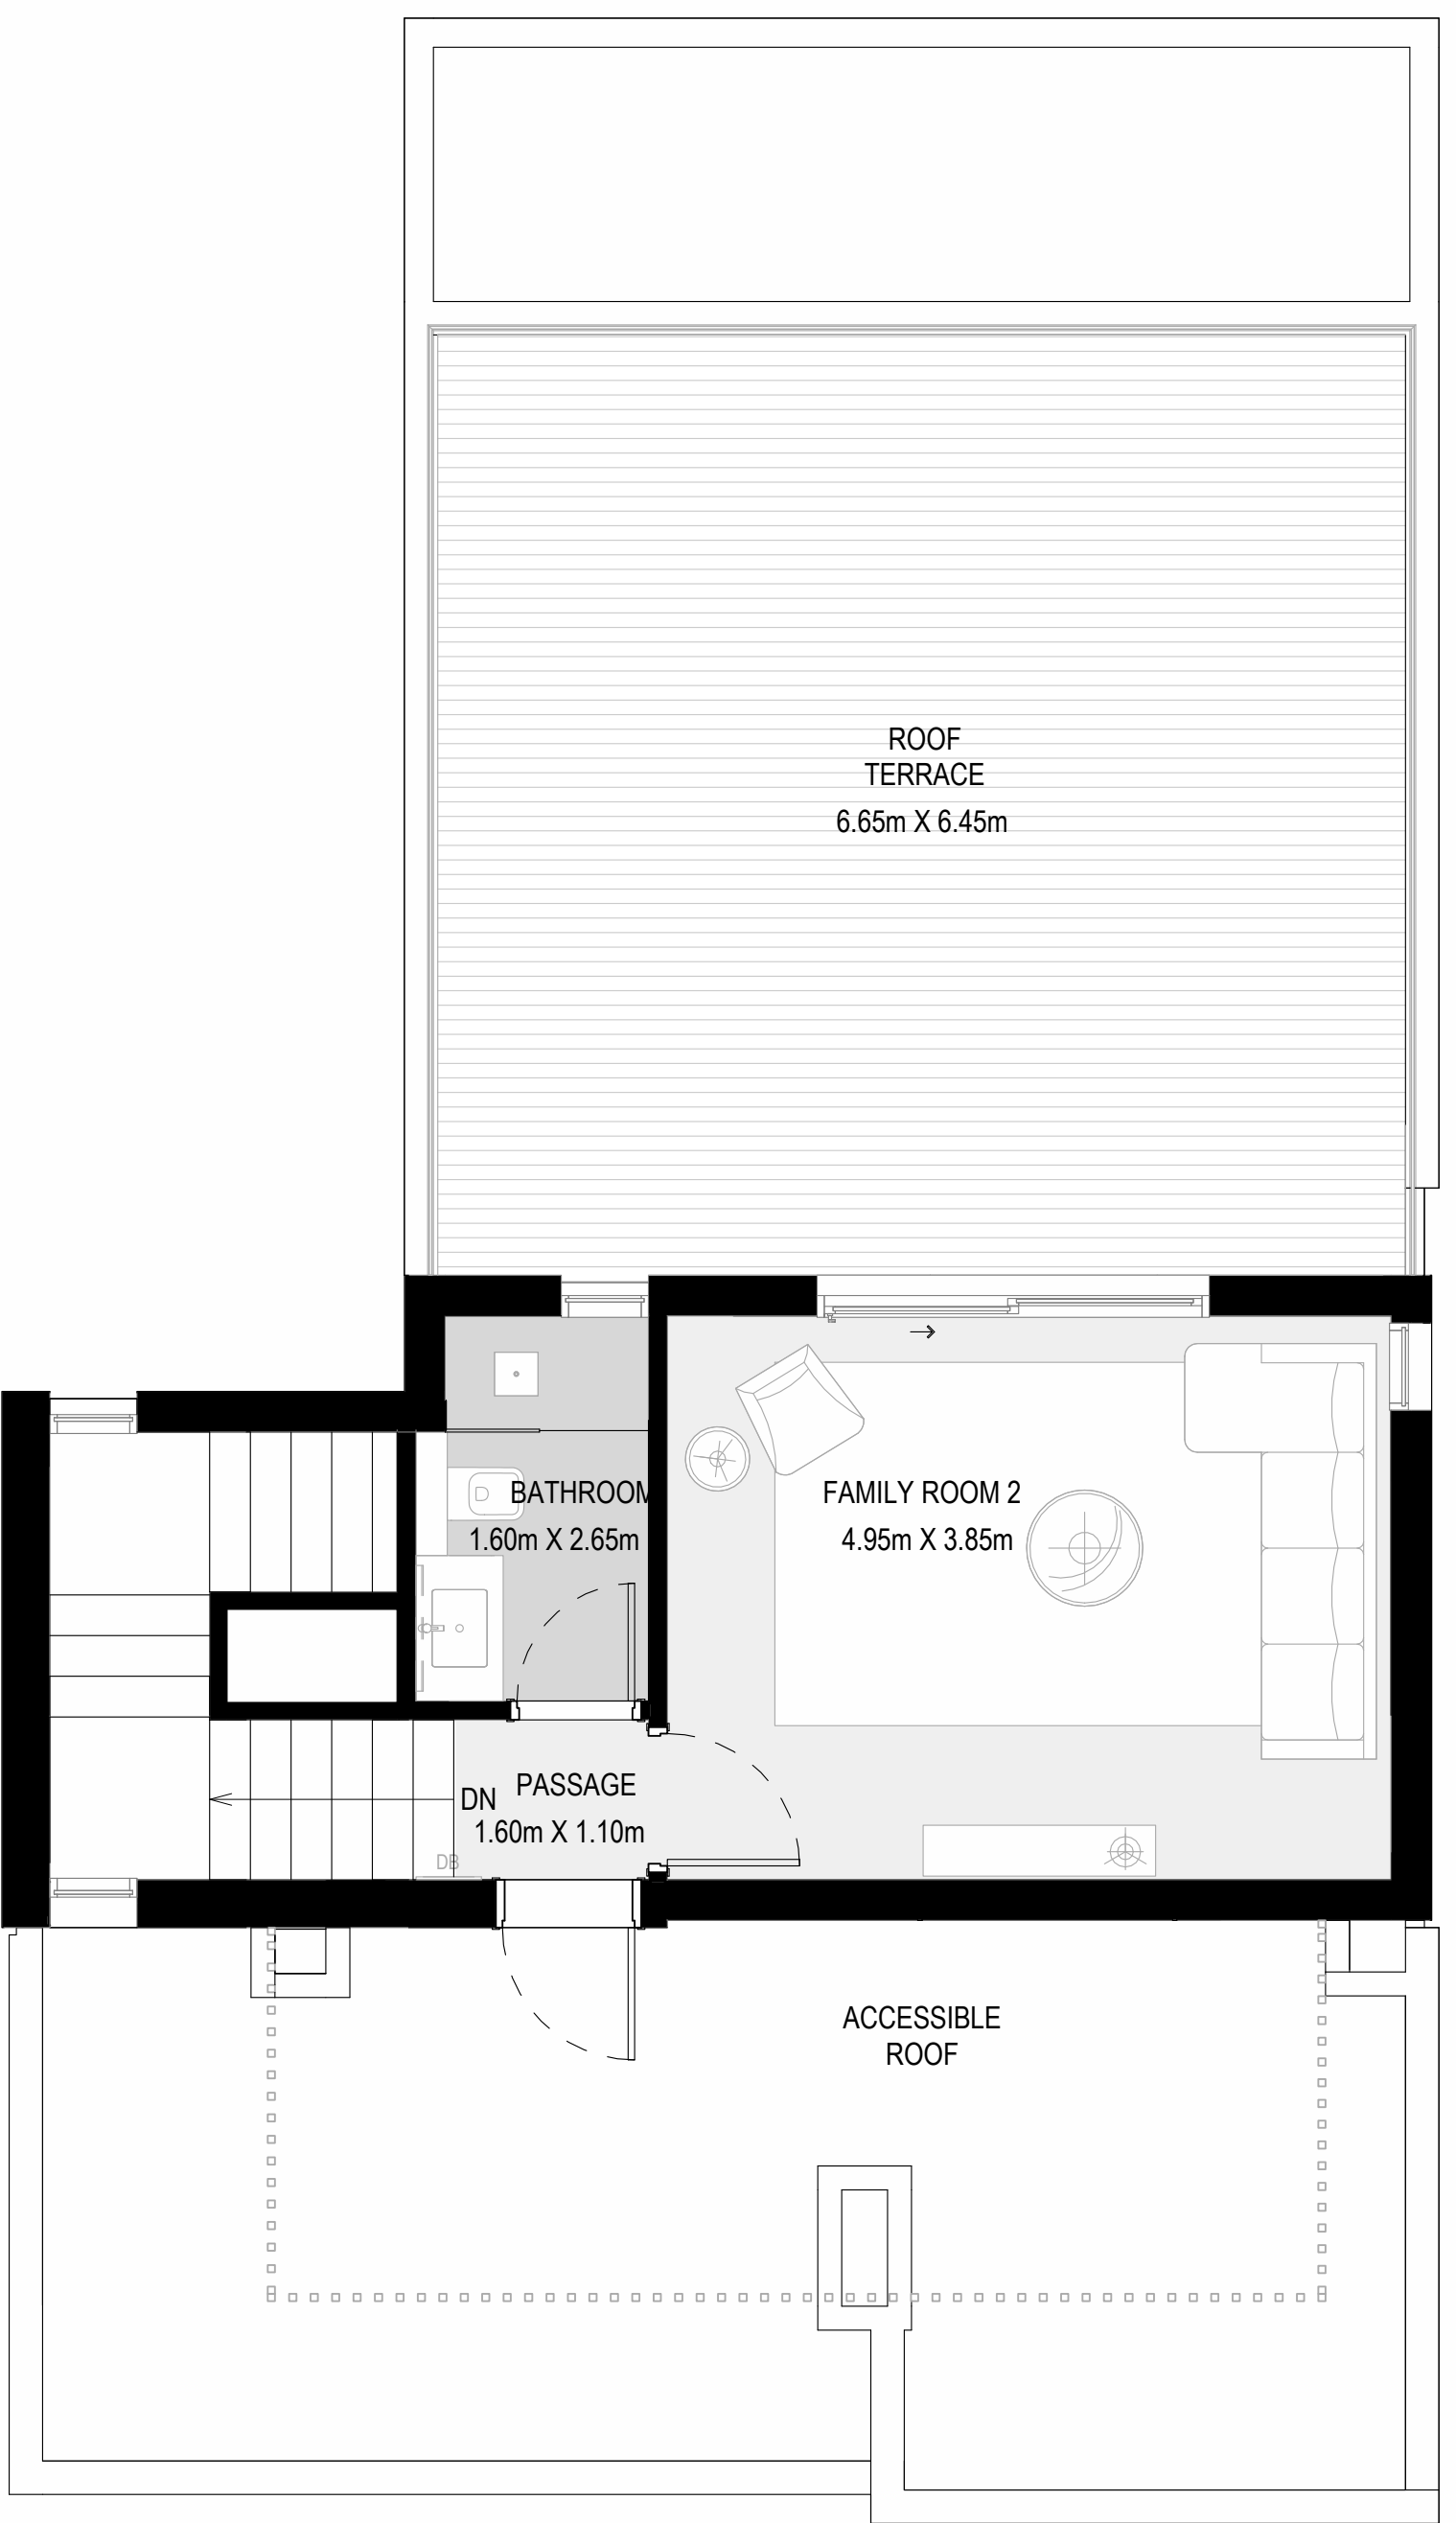 ROOF
TERRACE
6.65m X 6.45m
BATHROOM
1.60m X 2.65m
FAMILY ROOM 2
4.95m X 3.85m
DN
PASSAGE
1.60m X 1.10m
DB
ACCESSIBLE
ROOF